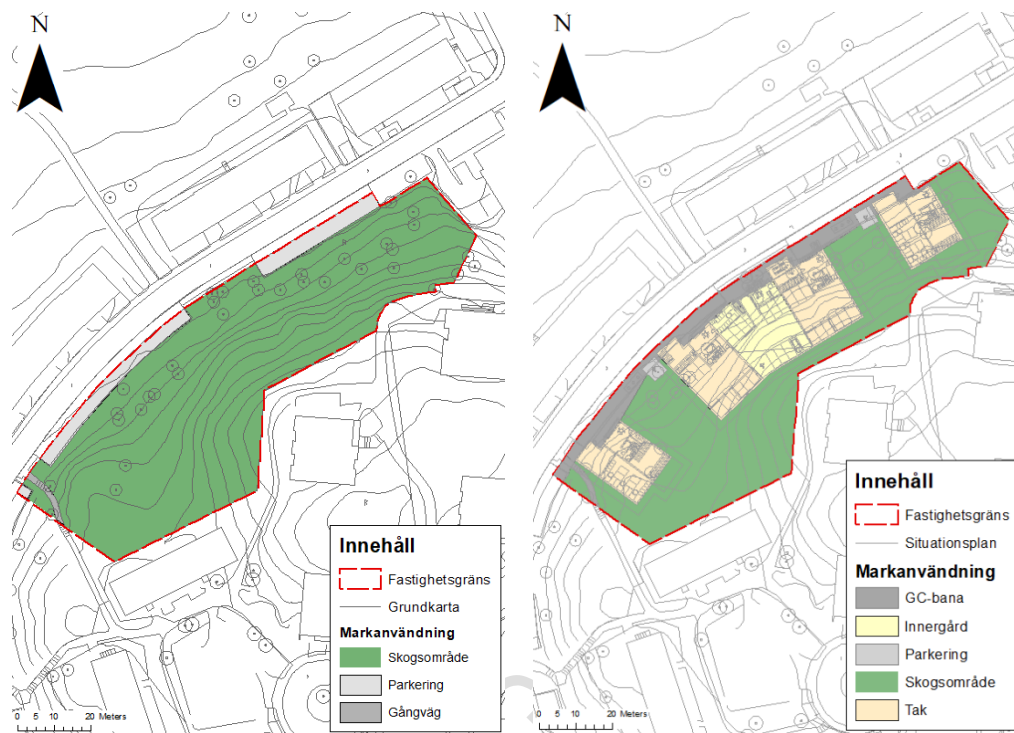 N
Innehåll
Fastighetsgräns
Grundkarta
Markanvändning
Skogsområde
Parkering
Gångväg
0 5 10 20 Meters
N
Innehåll
Fastighetsgräns
Situationsplan
Markanvändning
GC-bana
Innergård
Parkering
Skogsområde
Tak
0 5 10 20 Meters